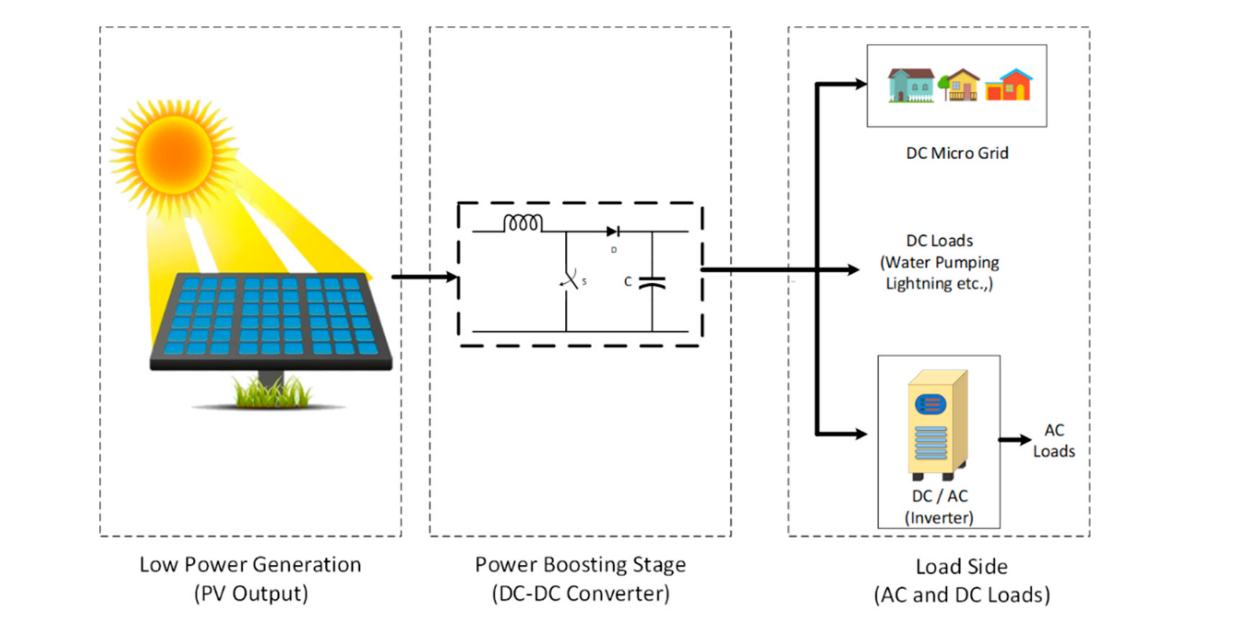 DC Micro Grid
DC Loads
(Water Pumping
Lightning etc.,)
D
S
C
AC
Loads
DC / AC
(Inverter)
Low Power Generation
(PV Output)
Power Boosting Stage
(DC-DC Converter)
Load Side
(AC and DC Loads)